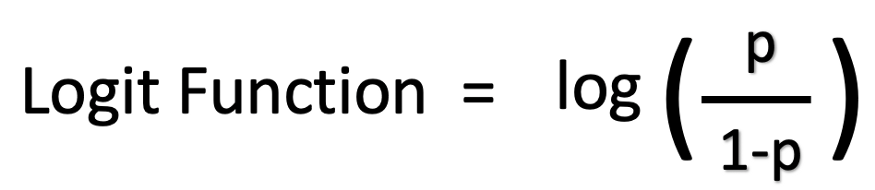 Logit Function = log ( p / 1-p )